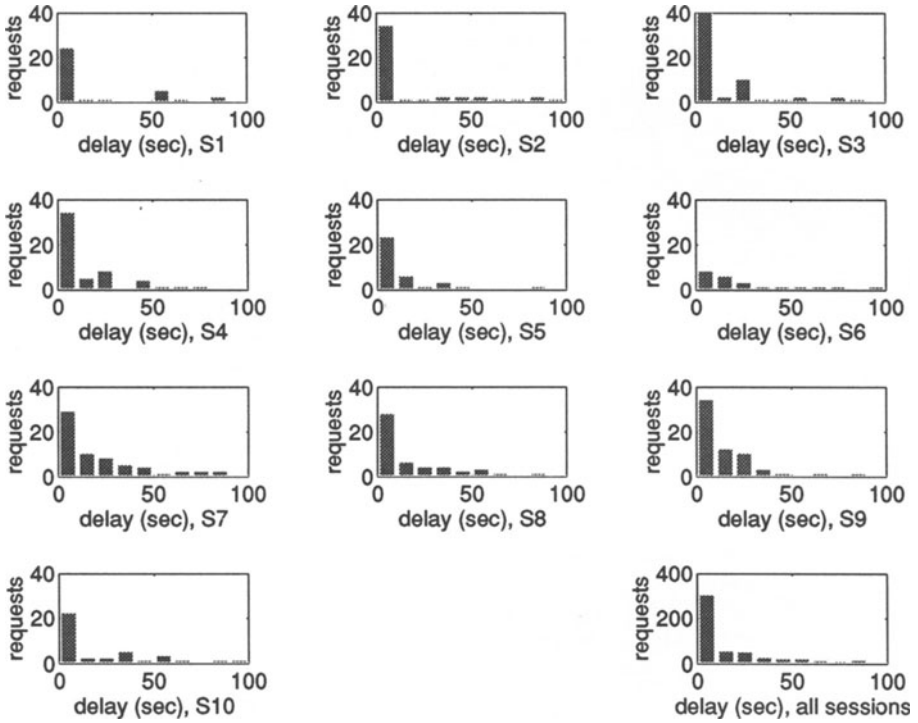 requests
40
20
0
0 50 100
delay (sec), S1
requests
40
20
0
0 50 100
delay (sec), S2
requests
40
20
0
0 50 100
delay (sec), S3
requests
40
20
0
0 50 100
delay (sec), S4
requests
40
20
0
0 50 100
delay (sec), S5
requests
40
20
0
0 50 100
delay (sec), S6
requests
40
20
0
0 50 100
delay (sec), S7
requests
40
20
0
0 50 100
delay (sec), S8
requests
40
20
0
0 50 100
delay (sec), S9
requests
40
20
0
0 50 100
delay (sec), S10
requests
400
200
0
0 50 100
delay (sec), all sessions